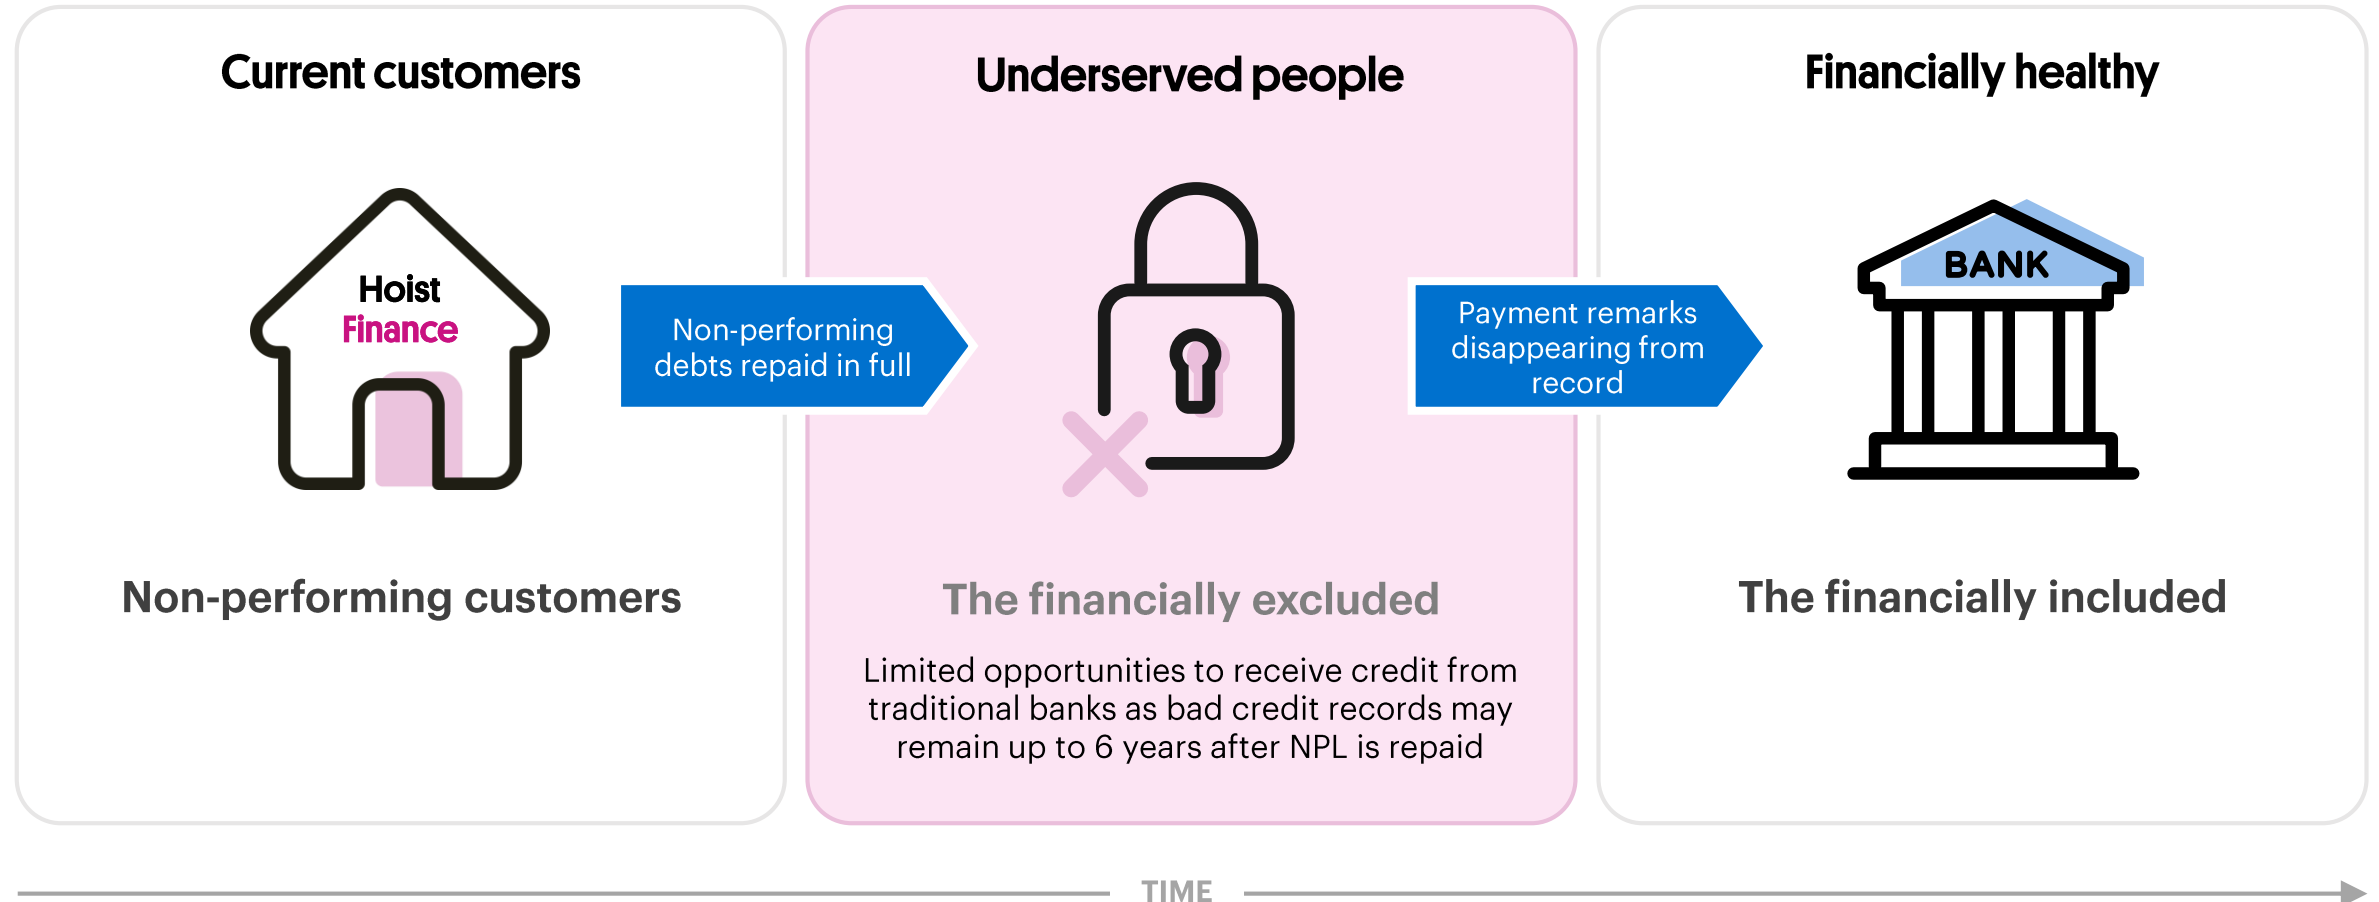 Current customers
Hoist
Finance
Non-performing customers
Non-performing
debts repaid in full
Underserved people
The financially excluded
Limited opportunities to receive credit from
traditional banks as bad credit records may
remain up to 6 years after NPL is repaid
Payment remarks
disappearing from
record
Financially healthy
BANK
The financially included
TIME